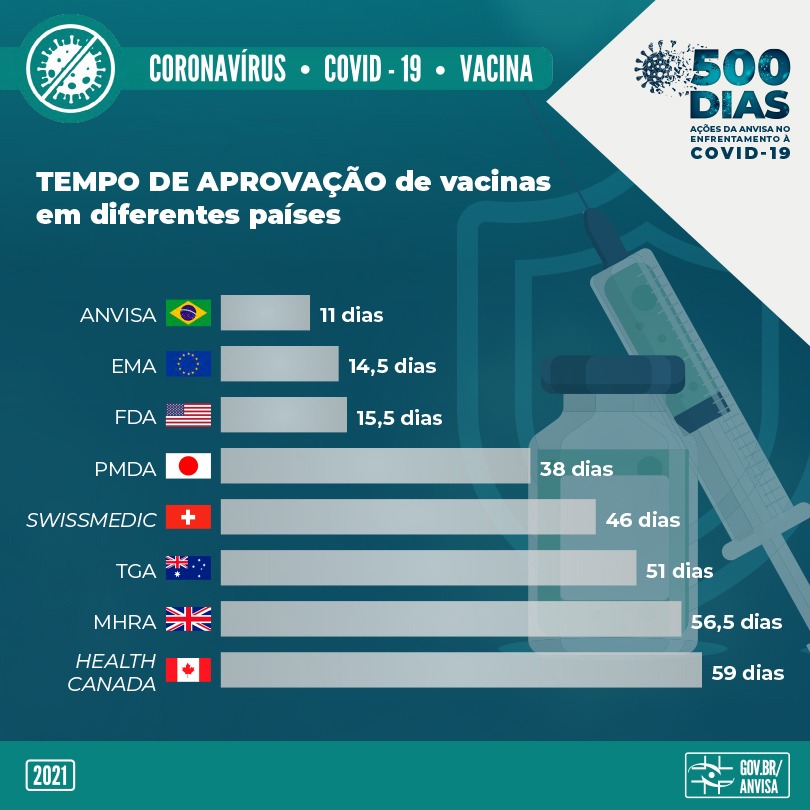 CORONAVÍRUS • COVID - 19 • VACINA
500
DIAS
AÇÕES DA ANVISA NO
ENFRENTAMENTO À
COVID-19
TEMPO DE APROVAÇÃO de vacinas
em diferentes países
ANVISA 11 dias
EMA 14,5 dias
FDA 15,5 dias
PMDA 38 dias
SWISSMEDIC 46 dias
TGA 51 dias
MHRA 56,5 dias
HEALTH
CANADA 59 dias
2021
GOV.BR/
ANVISA